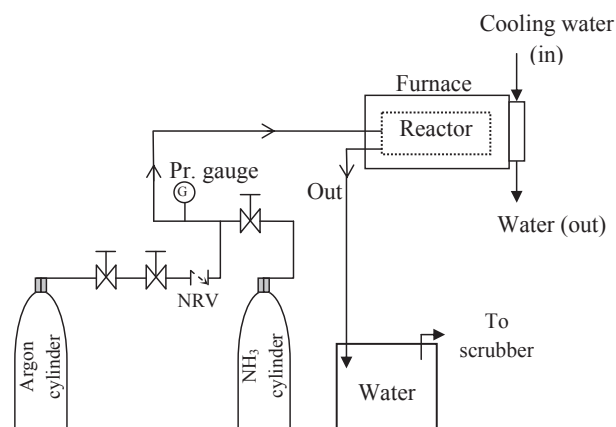 Cooling water
(in)
Furnace
Reactor
Pr. gauge
G
Out
Water (out)
NRV
Argon
cylinder
NH₃
cylinder
To
scrubber
Water